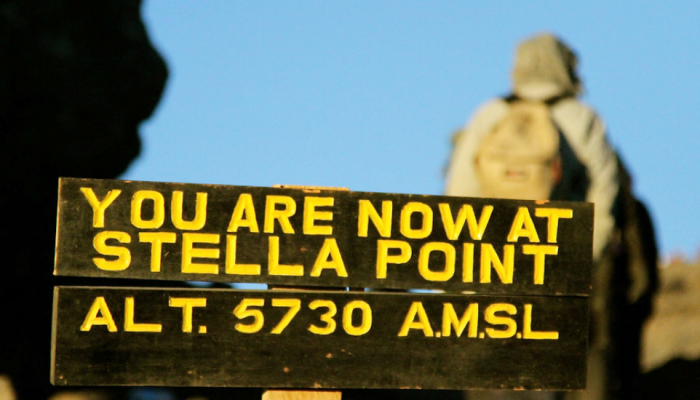 YOU ARE NOW AT
STELLA POINT
ALT. 5730 A.M.S.L